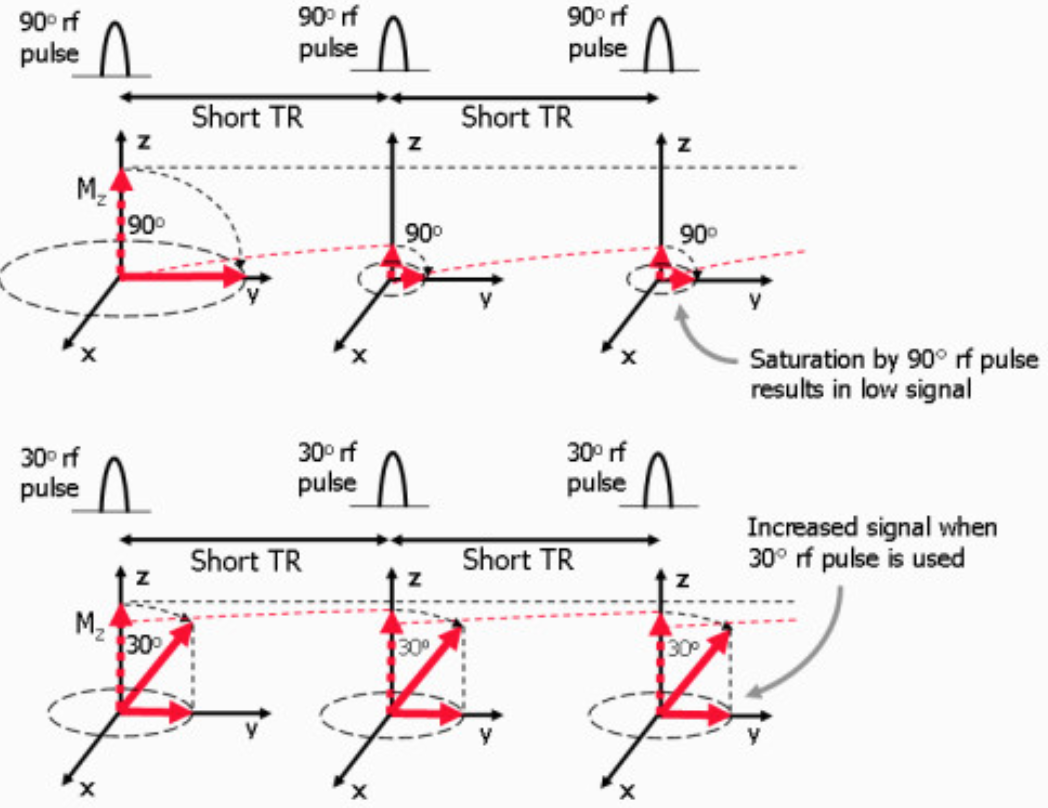 90° rf
pulse
90° rf
pulse
90° rf
pulse
Short TR
Short TR
z
z
z
Mz
90°
90°
90°
y
y
y
x
x
x
Saturation by 90° rf pulse
results in low signal
30° rf
pulse
30° rf
pulse
30° rf
pulse
Short TR
Short TR
Increased signal when
30° rf pulse is used
z
z
z
Mz
30°
30°
30°
y
y
y
x
x
x